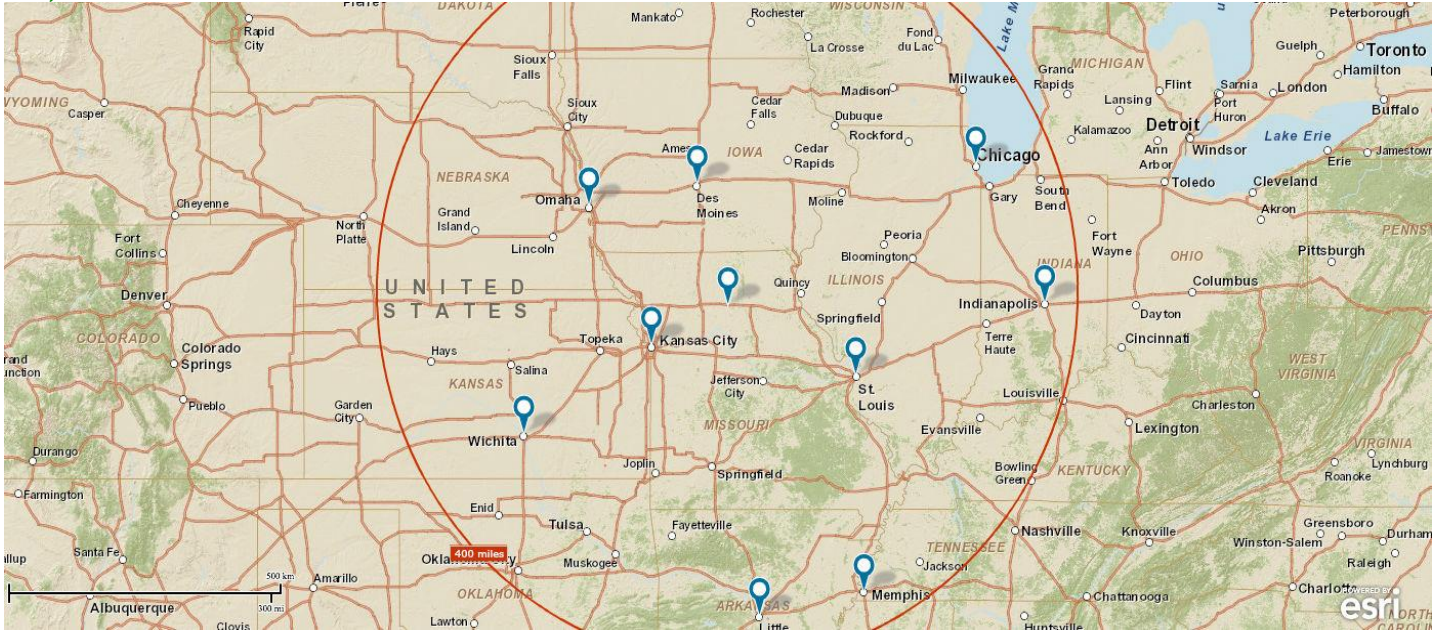 DAKOTA
Rapid
City
Mankato
Rochester
WISCONSIN
La Crosse
Fond
du Lac
Peterborough
Guelph
Toronto
Hamilton
Sioux
Falls
Milwaukee
Madison
Grand
Rapids
MICHIGAN
Flint
Lansing
Sarnia
Port
Huron
London
Buffalo
WYOMING
Casper
Sioux
City
Cedar
Falls
Dubuque
Rockford
Kalamazoo
Detroit
Ann
Arbor
Windsor
Lake Erie
Erie
Jamestown
IOWA
Cedar
Rapids
Chicago
NEBRASKA
Omaha
Des
Moines
Moline
Gary
South
Bend
Toledo
Cleveland
Akron
Cheyenne
North
Platte
Grand
Island
Lincoln
Peoria
Bloomington
Fort
Wayne
OHIO
Pittsburgh
Fort
Collins
UNITED
STATES
Quincy
ILLINOIS
INDIANA
Columbus
Denver
Indianapolis
Dayton
Springfield
Terre
Haute
Cincinnati
COLORADO
Colorado
Springs
Hays
Topeka
Kansas City
Salina
KANSAS
Jefferson
City
St.
Louis
WEST
VIRGINIA
Louisville
Charleston
Pueblo
Garden
City
MISSOURI
Evansville
Lexington
Wichita
VIRGINIA
Durango
Joplin
Springfield
Bowling
Green
KENTUCKY
Lynchburg
Roanoke
Farmington
Enid
Tulsa
Fayetteville
Nashville
Knoxville
Greensboro
Durham
Winston-Salem
Raleigh
Santa Fe
400 miles
Muskogee
TENNESSEE
Jackson
500 km
300 mi
Amarillo
OKLAHOMA
ARKANSAS
Memphis
Chattanooga
Charlotte
POWERED BY
esri
Albuquerque
Clovis
Lawton
Little
Huntsville